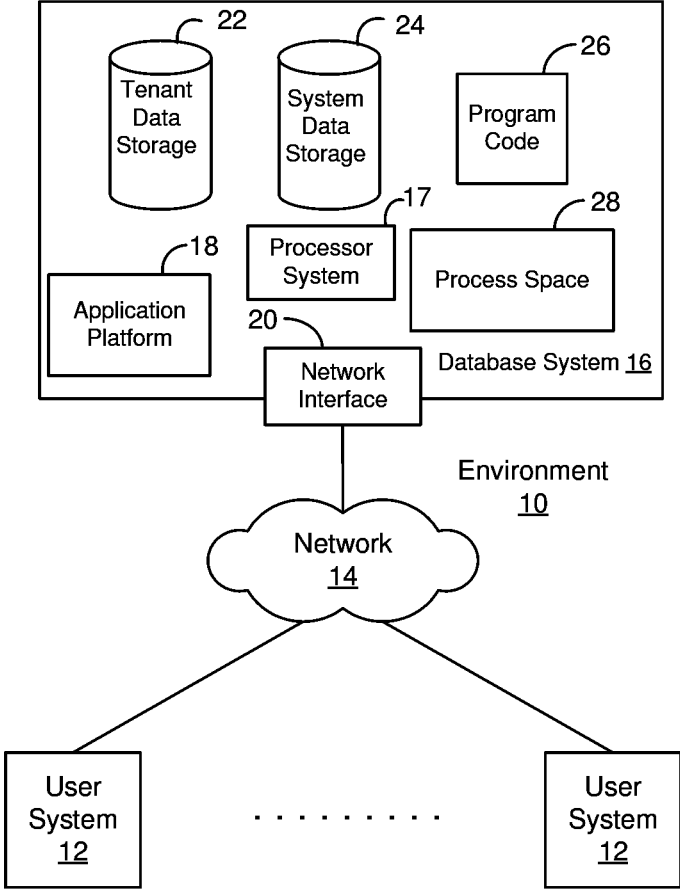 22
24
26
Tenant
Data
Storage
System
Data
Storage
Program
Code
17
28
18
Processor
System
Process Space
Application
Platform
20
Database System 16
Network
Interface
Environment
10
Network
14
User
System
12
. . . . . . . . .
User
System
12